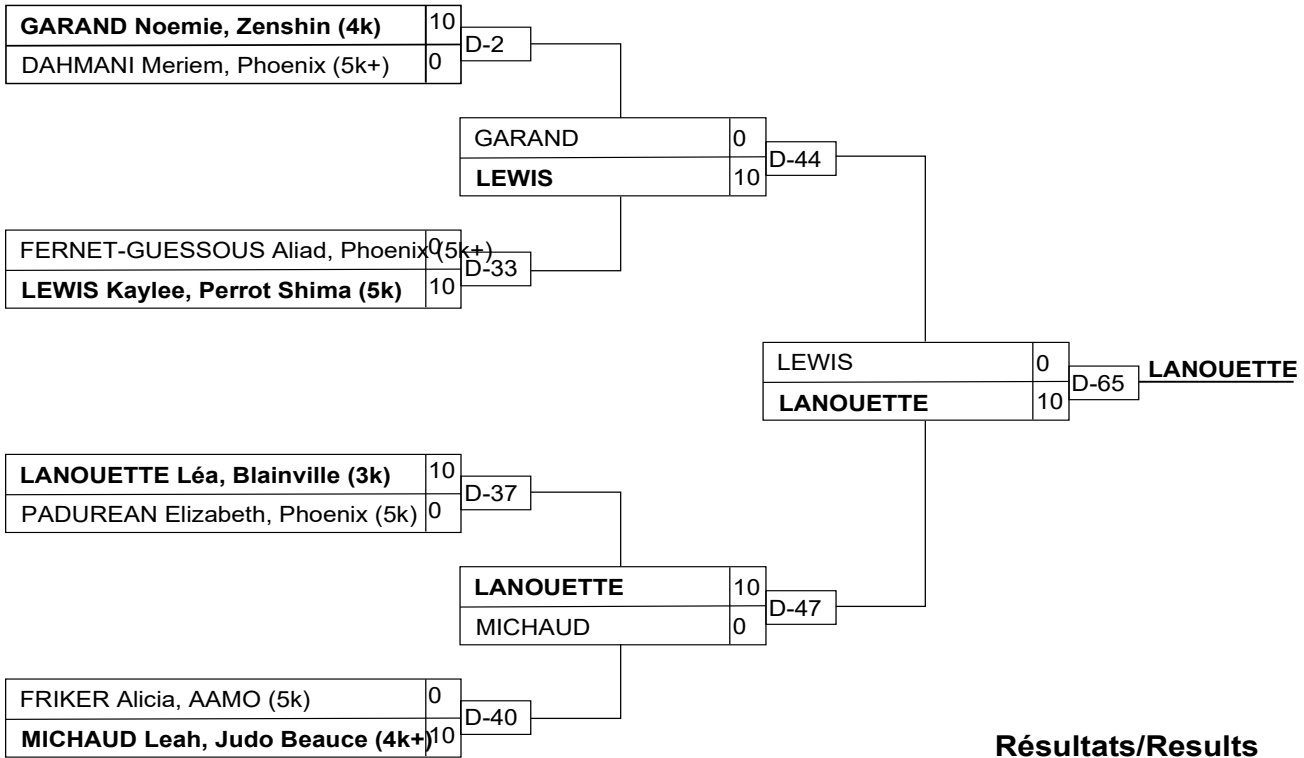 GARAND Noemie, Zenshin (4k) 10
DAHMANI Meriem, Phoenix (5k+) 0
D-2
GARAND 0
LEWIS 10
D-44
FERNET-GUESSOUS Aliad, Phoenix (5k+) 0
LEWIS Kaylee, Perrot Shima (5k) 10
D-33
LEWIS 0
LANOUETTE 10
D-65
LANOUETTE
LANOUETTE Léa, Blainville (3k) 10
PADUREAN Elizabeth, Phoenix (5k) 0
D-37
LANOUETTE 10
MICHAUD 0
D-47
FRIKER Alicia, AAMO (5k) 0
MICHAUD Leah, Judo Beauce (4k+) 10
D-40
Résultats/Results